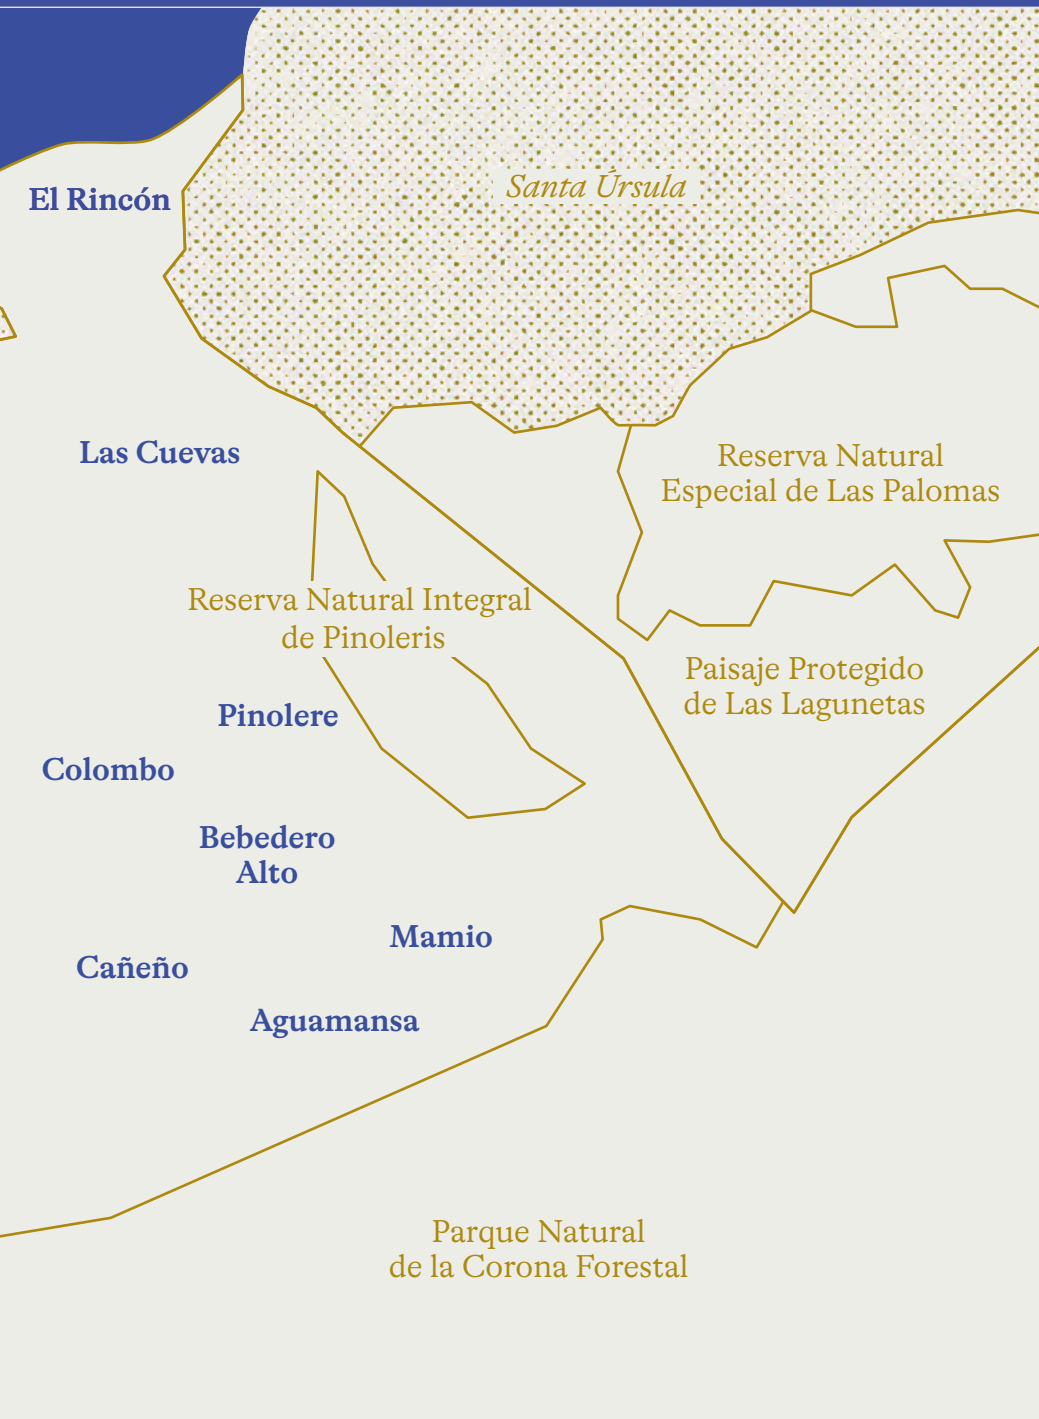 Santa Úrsula
El Rincón
Las Cuevas
Reserva Natural
Especial de Las Palomas
Reserva Natural Integral
de Pinoleris
Paisaje Protegido
de Las Lagunetas
Pinolere
Colombo
Bebedero
Alto
Mamio
Cañeño
Aguamansa
Parque Natural
de la Corona Forestal